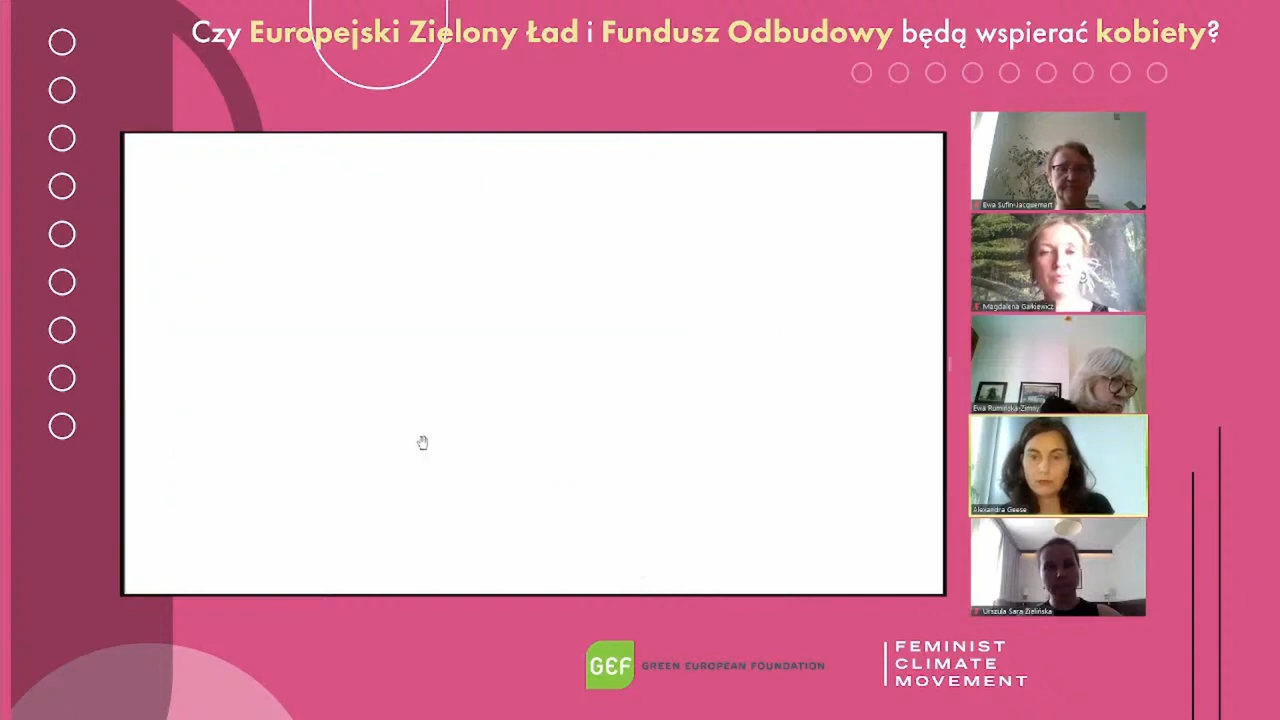 Czy Europejski Zielony Ład i Fundusz Odbudowy będą wspierać kobiety?
Ewa Sufin-Jacquemart
Magdalena Gałkiewicz
Ewa Rumińska-Zimny
Alexandra Geese
Urszula Sara Zielińska
GEF GREEN EUROPEAN FOUNDATION
FEMINIST
CLIMATE
MOVEMENT